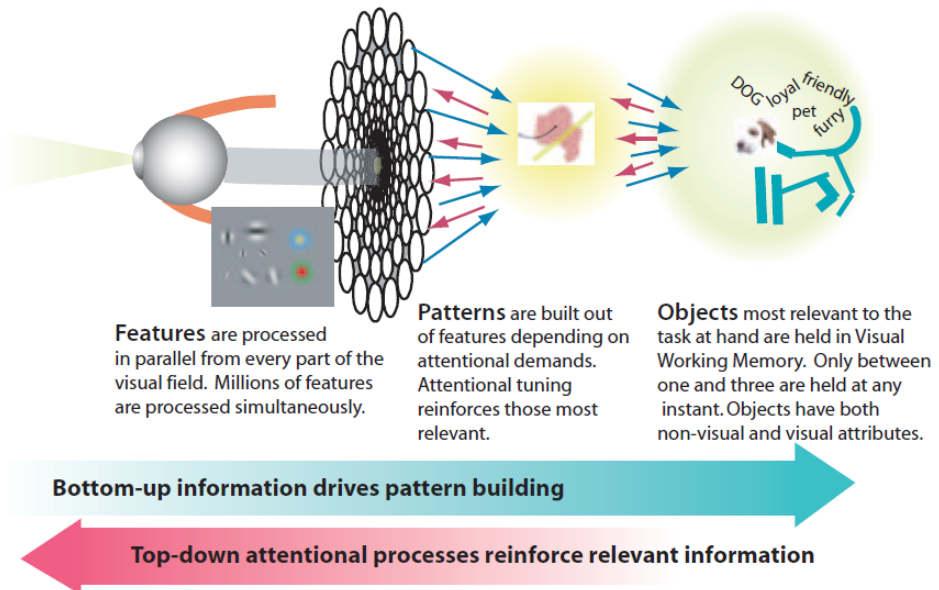 DOG loyal friendly
pet
furry
Features are processed
in parallel from every part of the
visual field. Millions of features
are processed simultaneously.
Patterns are built out
of features depending on
attentional demands.
Attentional tuning
reinforces those most
relevant.
Objects most relevant to the
task at hand are held in Visual
Working Memory. Only between
one and three are held at any
instant. Objects have both
non-visual and visual attributes.
Bottom-up information drives pattern building
Top-down attentional processes reinforce relevant information